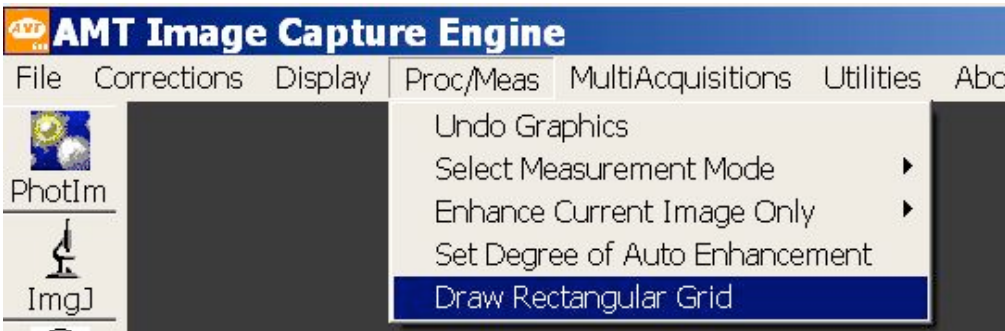 AMT Image Capture Engine
File Corrections Display Proc/Meas MultiAcquisitions Utilities
Undo Graphics
Select Measurement Mode
Enhance Current Image Only
Set Degree of Auto Enhancement
Draw Rectangular Grid
PhotIm
ImgJ